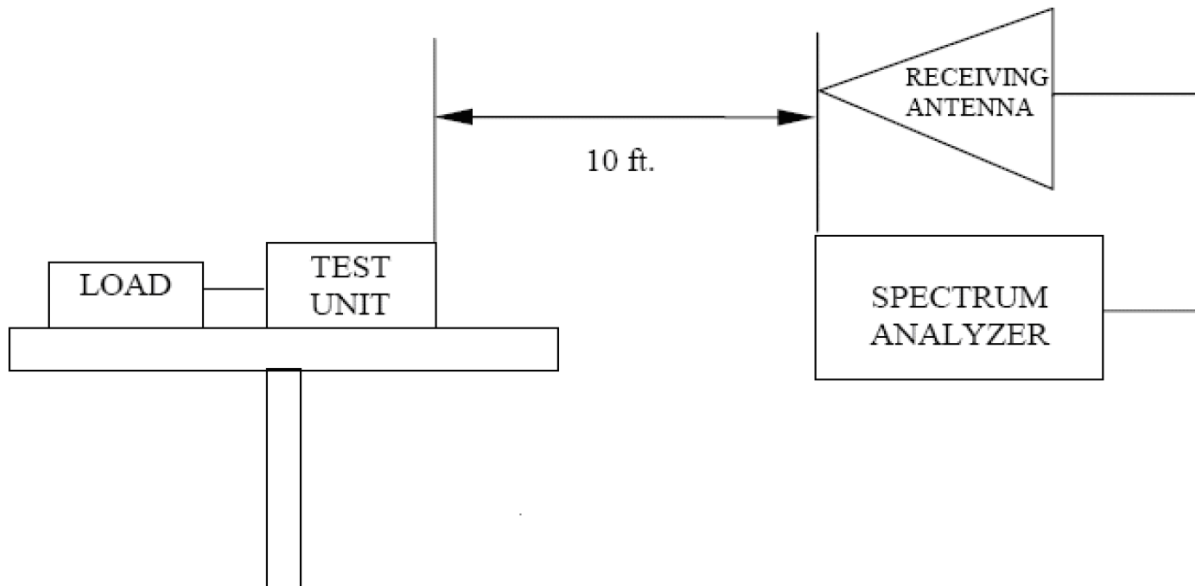 RECEIVING
ANTENNA
10 ft.
LOAD
TEST
UNIT
SPECTRUM
ANALYZER